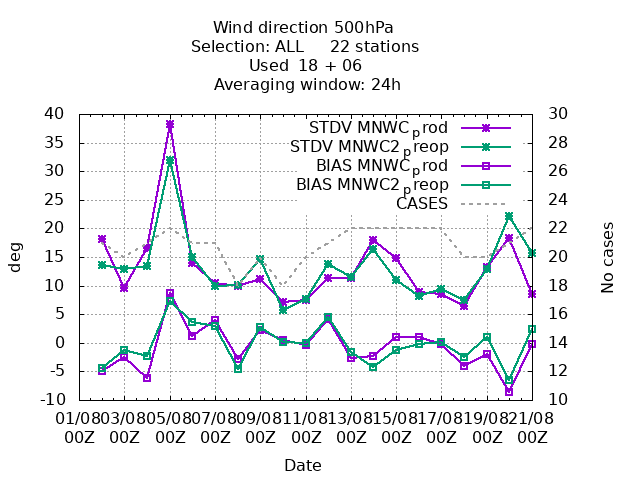 Wind direction 500hPa
Selection: ALL 22 stations
Used 18 + 06
Averaging window: 24h
40 30
35 28
30 26
25 24
20 22
15 20
10 18
5 16
0 14
-5 12
-10 10
STDV MNWC_prod
STDV MNWC2_preop
BIAS MNWC_prod
BIAS MNWC2_preop
CASES
deg
No cases
01/08 03/08 05/08 07/08 09/08 11/08 13/08 15/08 17/08 19/08 21/08
00Z 00Z 00Z 00Z 00Z 00Z 00Z 00Z 00Z 00Z 00Z
Date